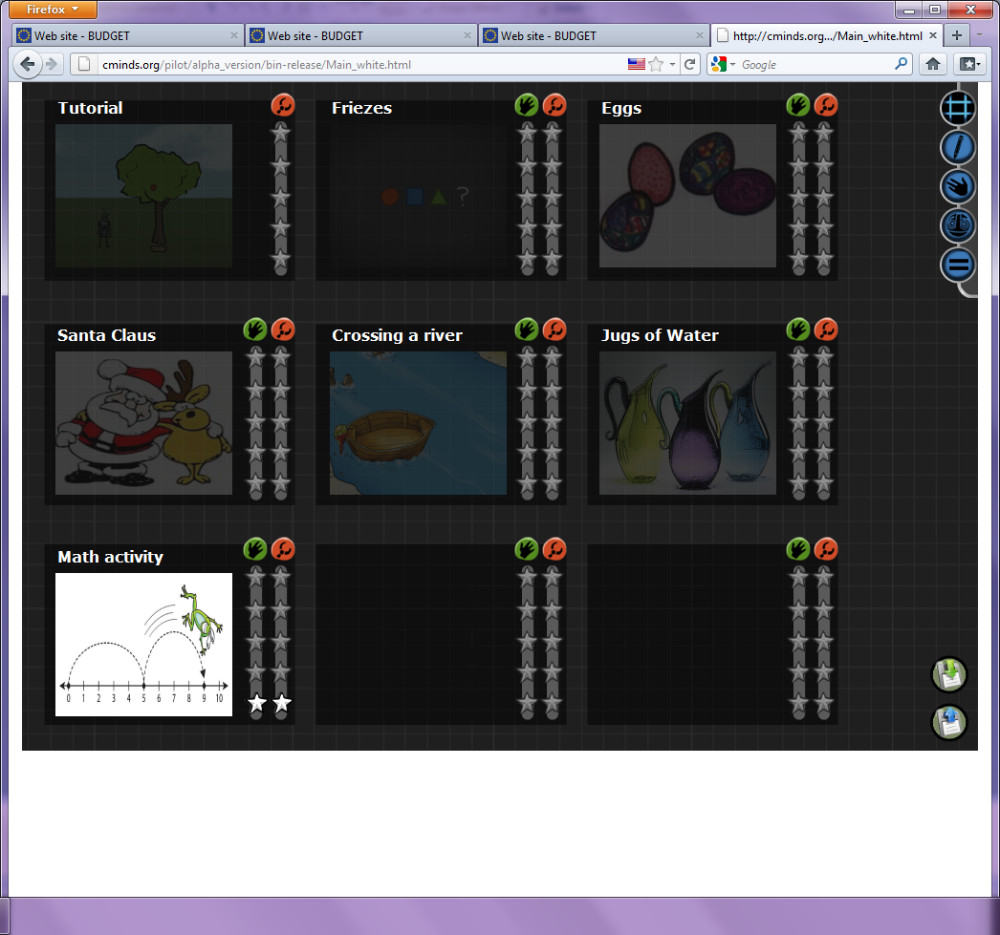 Firefox
Web site - BUDGET
Web site - BUDGET
Web site - BUDGET
http://cminds.org.../Main_white.html
cminds.org/pilot/alpha_version/bin-release/Main_white.html
Google
Tutorial
Friezes
Eggs
?
Santa Claus
Crossing a river
Jugs of Water
Math activity
0 1 2 3 4 5 6 7 8 9 10